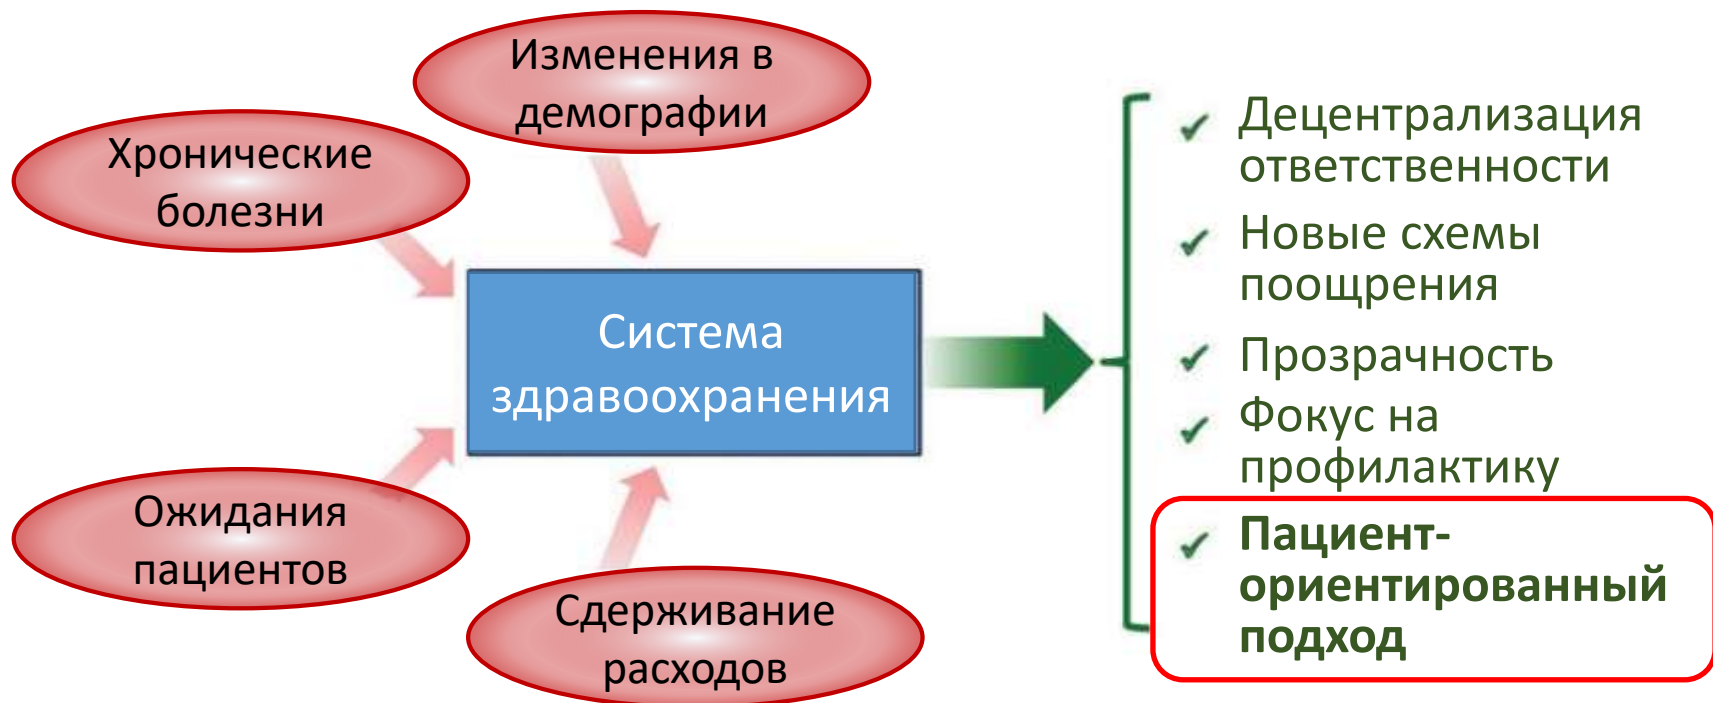 Изменения в
демографии
Хронические
болезни
Система
здравоохранения
Ожидания
пациентов
Сдерживание
расходов
Децентрализация
ответственности
Новые схемы
поощрения
Прозрачность
Фокус на
профилактику
Пациент-
ориентированный
подход